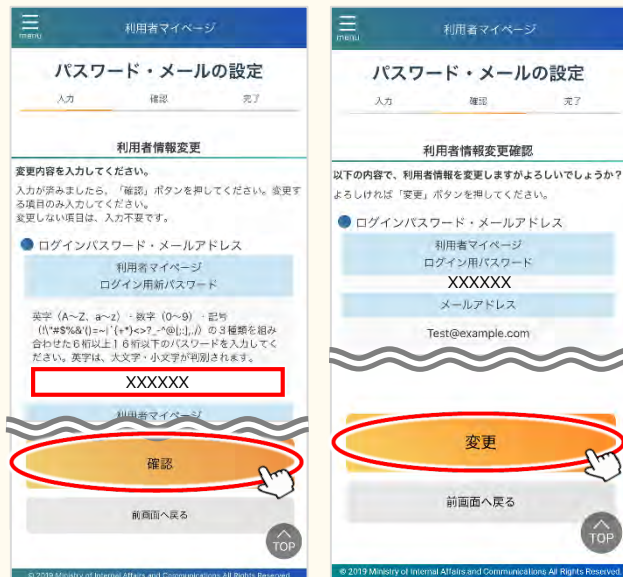 menu
利用者マイページ
パスワード・メールの設定
入力 確認 完了
利用者情報変更
変更内容を入力してください。
入力が済みましたら、「確認」ボタンを押してください。変更す
る項目のみ入力してください。
変更しない項目は、入力不要です。
ログインパスワード・メールアドレス
利用者マイページ
ログイン用新パスワード
英字（A~Z、a~z）・数字（0~9）・記号
（!\"#$%&'()=~|`{+*}<>?_-^@[;:],./）の３種類を組み
合わせた６桁以上１６桁以下のパスワードを入力してく
ださい。英字は、大文字・小文字が判別されます。
XXXXXX
利用者マイページ
確認
前画面へ戻る
TOP
© 2019 Ministry of Internal Affairs and Communications All Rights Reserved.
menu
利用者マイページ
パスワード・メールの設定
入力 確認 完了
利用者情報変更確認
以下の内容で、利用者情報を変更しますがよろしいでしょうか？
よろしければ「変更」ボタンを押してください。
ログインパスワード・メールアドレス
利用者マイページ
ログイン用パスワード
XXXXXX
メールアドレス
Test@example.com
変更
前画面へ戻る
TOP
© 2019 Ministry of Internal Affairs and Communications All Rights Reserved.